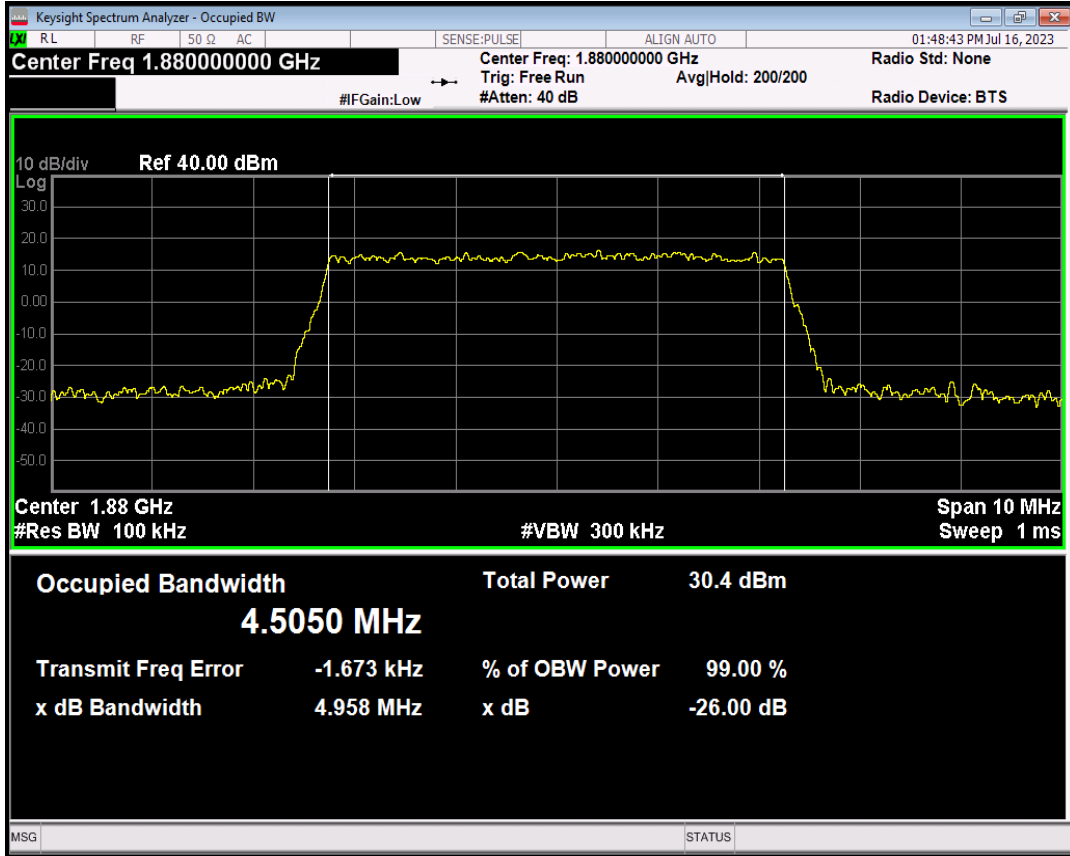 Keysight Spectrum Analyzer - Occupied BW
LXI RL RF 50 Ω AC SENSE:PULSE ALIGN AUTO 01:48:43 PM Jul 16, 2023
Center Freq 1.880000000 GHz Center Freq: 1.880000000 GHz Radio Std: None
Trig: Free Run Avg|Hold: 200/200
#IFGain:Low #Atten: 40 dB Radio Device: BTS
10 dB/div Ref 40.00 dBm
Log
30.0
20.0
10.0
0.00
-10.0
-20.0
-30.0
-40.0
-50.0
Center 1.88 GHz Span 10 MHz
#Res BW 100 kHz #VBW 300 kHz Sweep 1 ms
Occupied Bandwidth Total Power 30.4 dBm
4.5050 MHz
Transmit Freq Error -1.673 kHz % of OBW Power 99.00 %
x dB Bandwidth 4.958 MHz x dB -26.00 dB
MSG STATUS